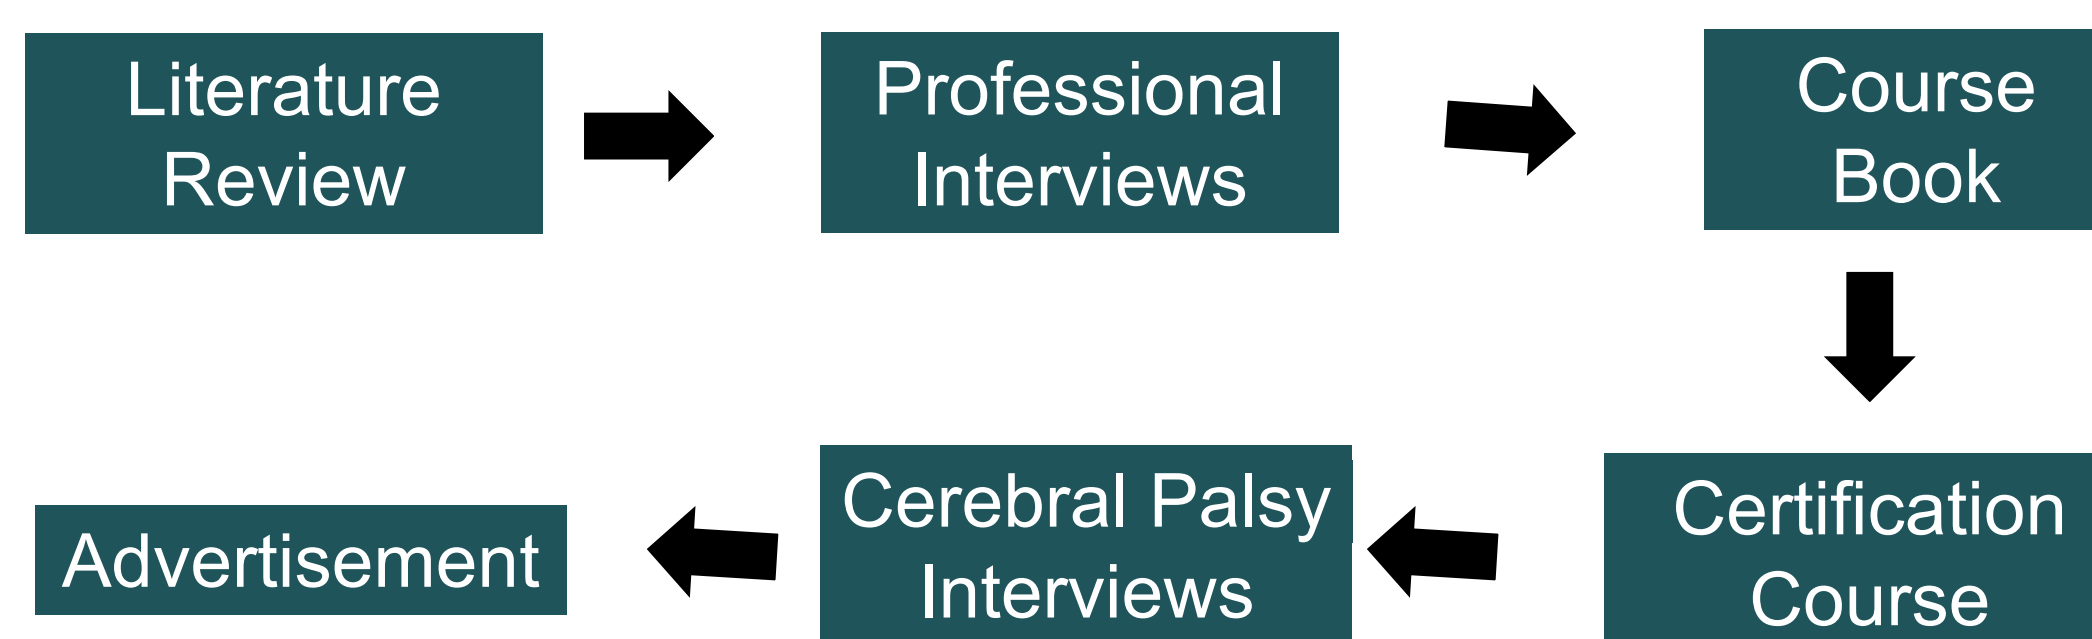 Literature
Review
Professional
Interviews
Course
Book
Certification
Course
Cerebral Palsy
Interviews
Advertisement